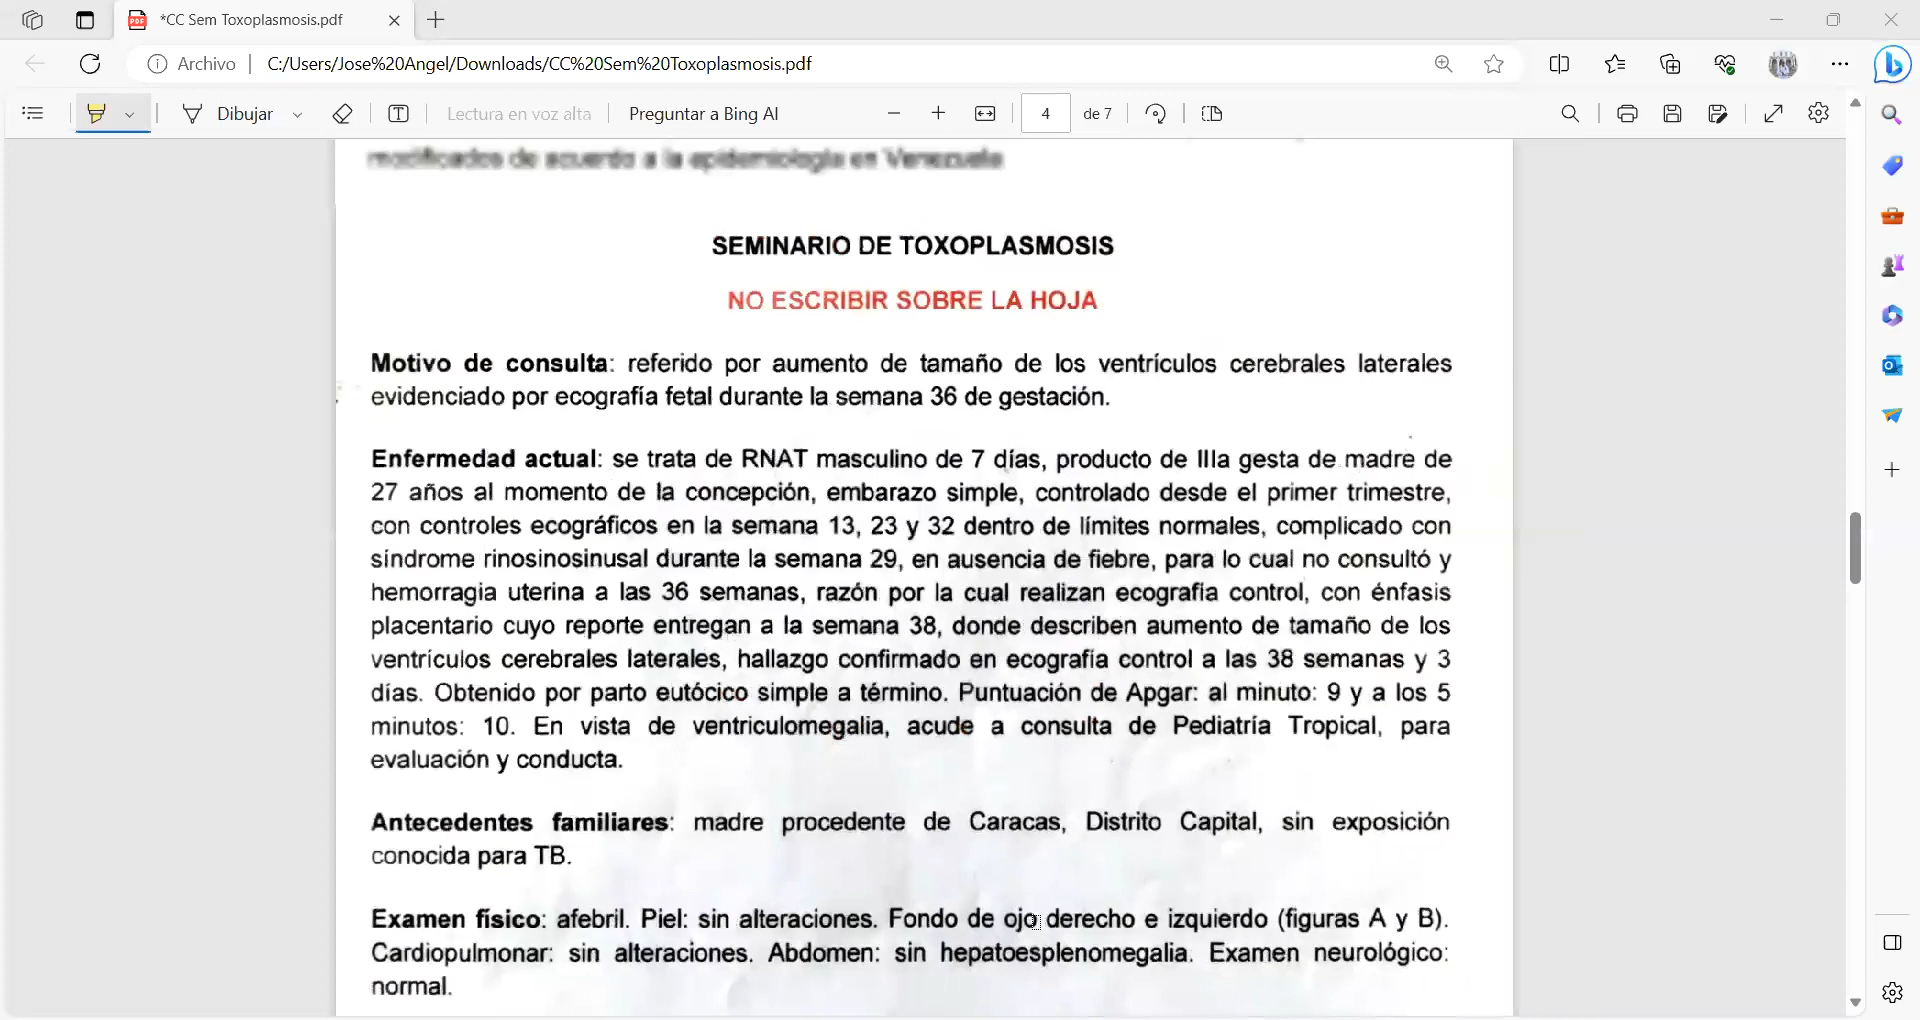 *CC Sem Toxoplasmosis.pdf
Archivo
C:/Users/Jose%20Angel/Downloads/CC%20Sem%20Toxoplasmosis.pdf
Dibujar
Lectura en voz alta
Preguntar a Bing AI
4
de 7
modificados de acuerdo a la epidemiología en Venezuela
SEMINARIO DE TOXOPLASMOSIS
NO ESCRIBIR SOBRE LA HOJA
Motivo de consulta: referido por aumento de tamaño de los ventrículos cerebrales laterales
evidenciado por ecografía fetal durante la semana 36 de gestación.
Enfermedad actual: se trata de RNAT masculino de 7 días, producto de IIIa gesta de madre de
27 años al momento de la concepción, embarazo simple, controlado desde el primer trimestre,
con controles ecográficos en la semana 13, 23 y 32 dentro de límites normales, complicado con
síndrome rinosinosinusal durante la semana 29, en ausencia de fiebre, para lo cual no consultó y
hemorragia uterina a las 36 semanas, razón por la cual realizan ecografía control, con énfasis
placentario cuyo reporte entregan a la semana 38, donde describen aumento de tamaño de los
ventrículos cerebrales laterales, hallazgo confirmado en ecografía control a las 38 semanas y 3
días. Obtenido por parto eutócico simple a término. Puntuación de Apgar: al minuto: 9 y a los 5
minutos: 10. En vista de ventriculomegalia, acude a consulta de Pediatría Tropical, para
evaluación y conducta.
Antecedentes familiares: madre procedente de Caracas, Distrito Capital, sin exposición
conocida para TB.
Examen físico: afebril. Piel: sin alteraciones. Fondo de ojo derecho e izquierdo (figuras A y B).
Cardiopulmonar: sin alteraciones. Abdomen: sin hepatoesplenomegalia. Examen neurológico:
normal.